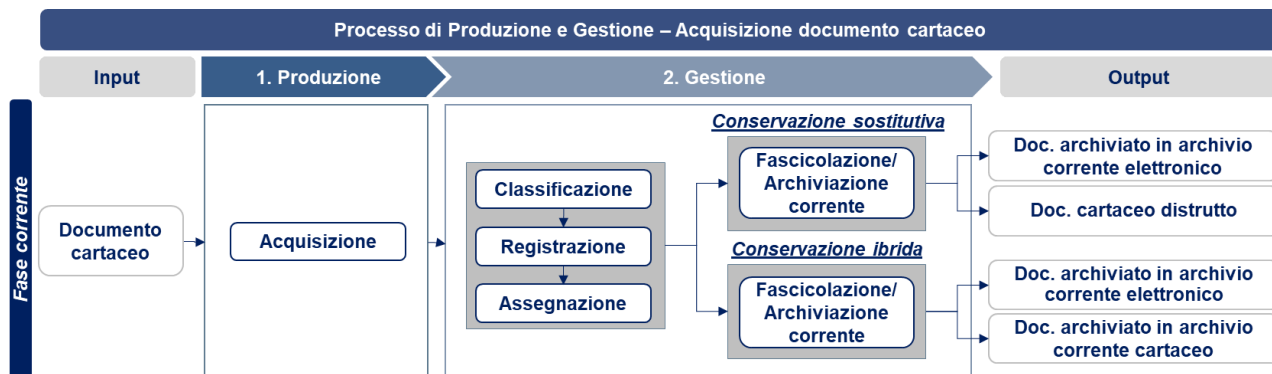 Processo di Produzione e Gestione – Acquisizione documento cartaceo
Input
1. Produzione
2. Gestione
Output
Fase corrente
Documento
cartaceo
Acquisizione
Classificazione
Registrazione
Assegnazione
Conservazione sostitutiva
Fascicolazione/
Archiviazione
corrente
Conservazione ibrida
Fascicolazione/
Archiviazione
corrente
Doc. archiviato in archivio
corrente elettronico
Doc. cartaceo distrutto
Doc. archiviato in archivio
corrente elettronico
Doc. archiviato in archivio
corrente cartaceo